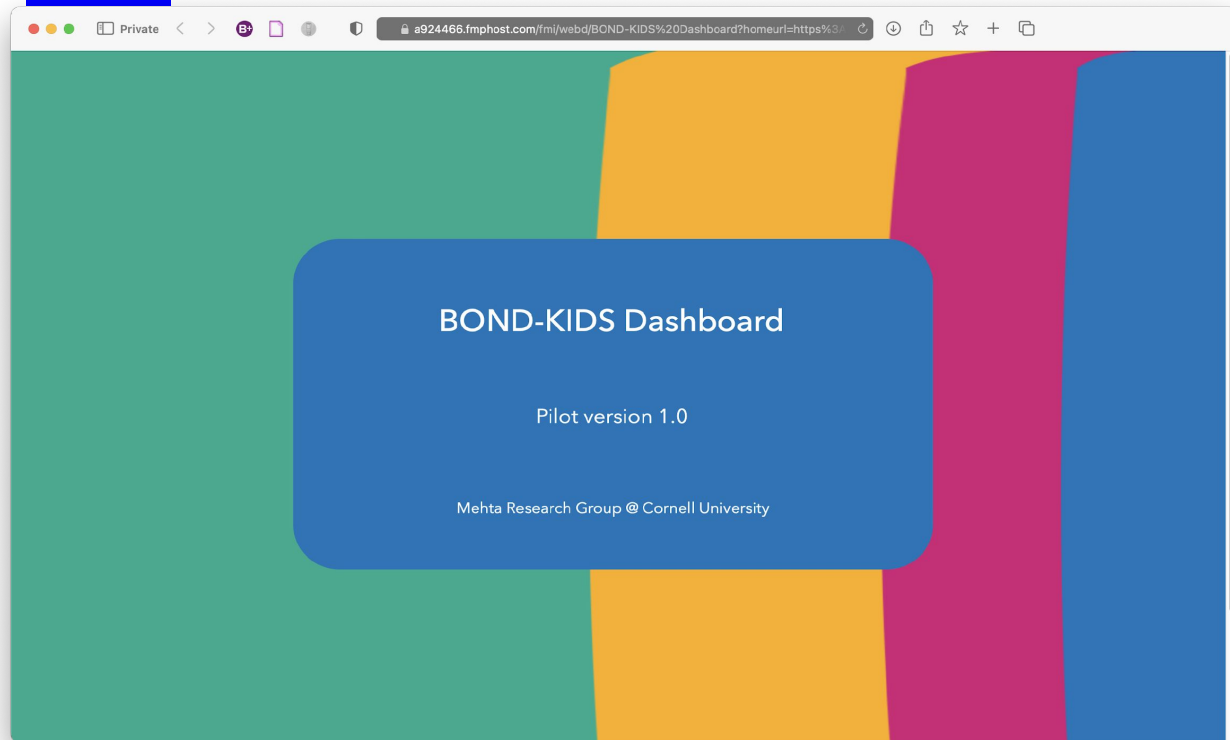 Private
B+
a924466.fmphost.com/fmi/webd/BOND-KIDS%20Dashboard?homeurl=https%3A
BOND-KIDS Dashboard
Pilot version 1.0
Mehta Research Group @ Cornell University